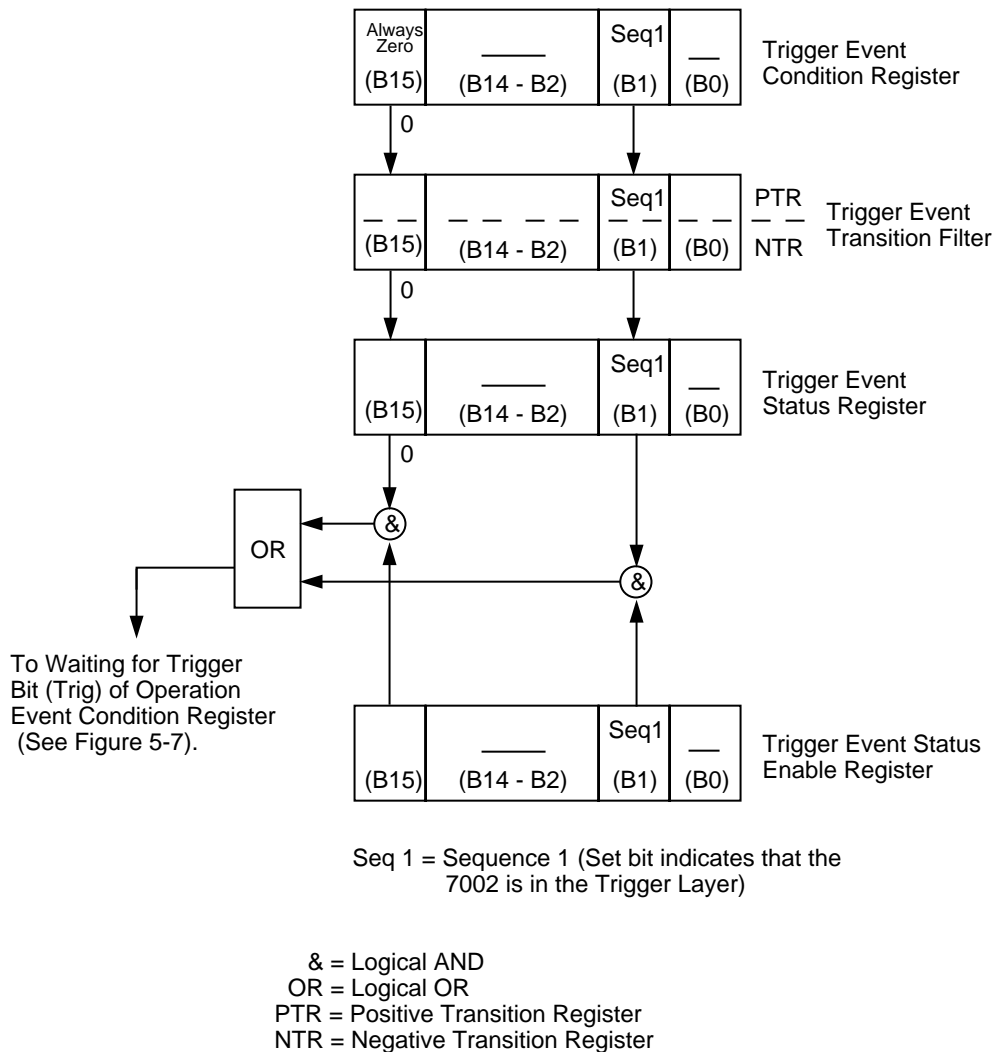 Always
Zero
(B15)
(B14 - B2)
Seq1
(B1)
(B0)
Trigger Event
Condition Register
0
(B15)
(B14 - B2)
Seq1
(B1)
(B0)
PTR
NTR
Trigger Event
Transition Filter
0
(B15)
(B14 - B2)
Seq1
(B1)
(B0)
Trigger Event
Status Register
0
&
OR
&
To Waiting for Trigger
Bit (Trig) of Operation
Event Condition Register
(See Figure 5-7).
(B15)
(B14 - B2)
Seq1
(B1)
(B0)
Trigger Event Status
Enable Register
Seq 1 = Sequence 1 (Set bit indicates that the
7002 is in the Trigger Layer)
& = Logical AND
OR = Logical OR
PTR = Positive Transition Register
NTR = Negative Transition Register